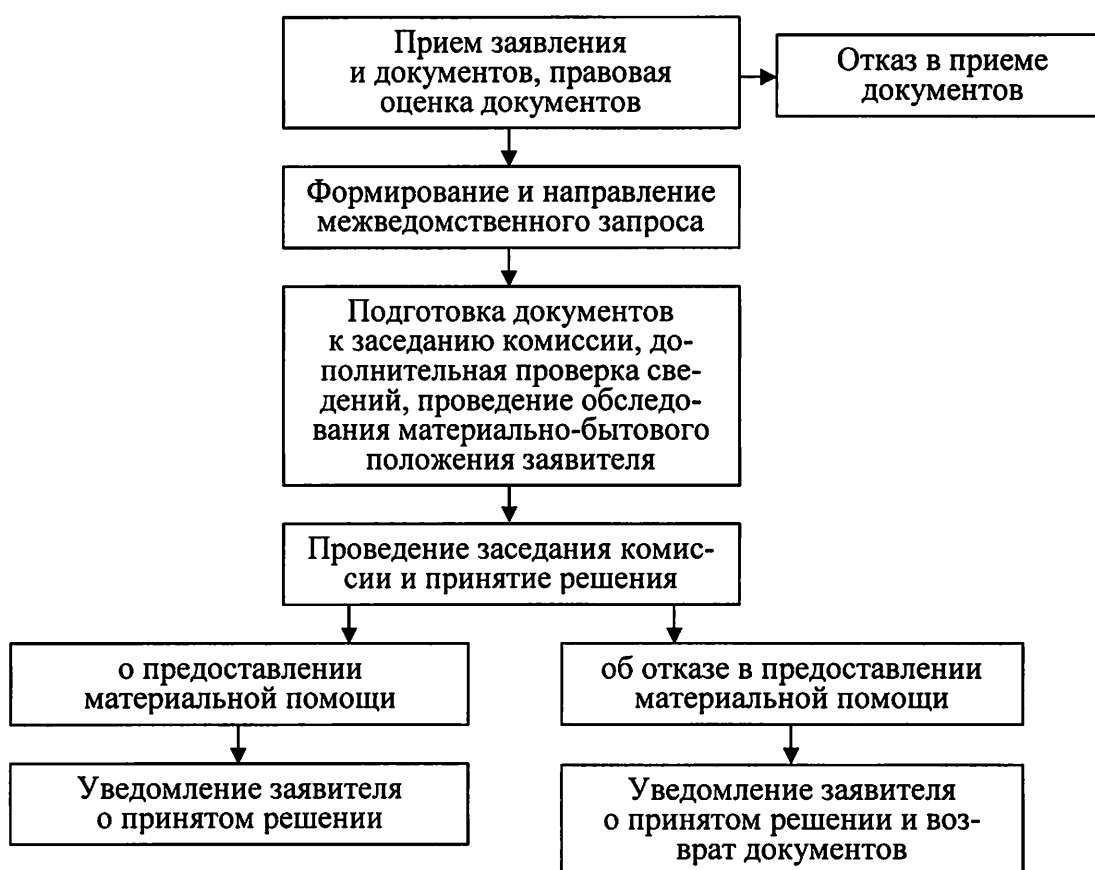 Прием заявления
и документов, правовая
оценка документов
Отказ в приеме
документов
Формирование и направление
межведомственного запроса
Подготовка документов
к заседанию комиссии, до-
полнительная проверка све-
дений, проведение обследо-
вания материально-бытового
положения заявителя
Проведение заседания комис-
сии и принятие решения
о предоставлении
материальной помощи
об отказе в предоставлении
материальной помощи
Уведомление заявителя
о принятом решении
Уведомление заявителя
о принятом решении и воз-
врат документов